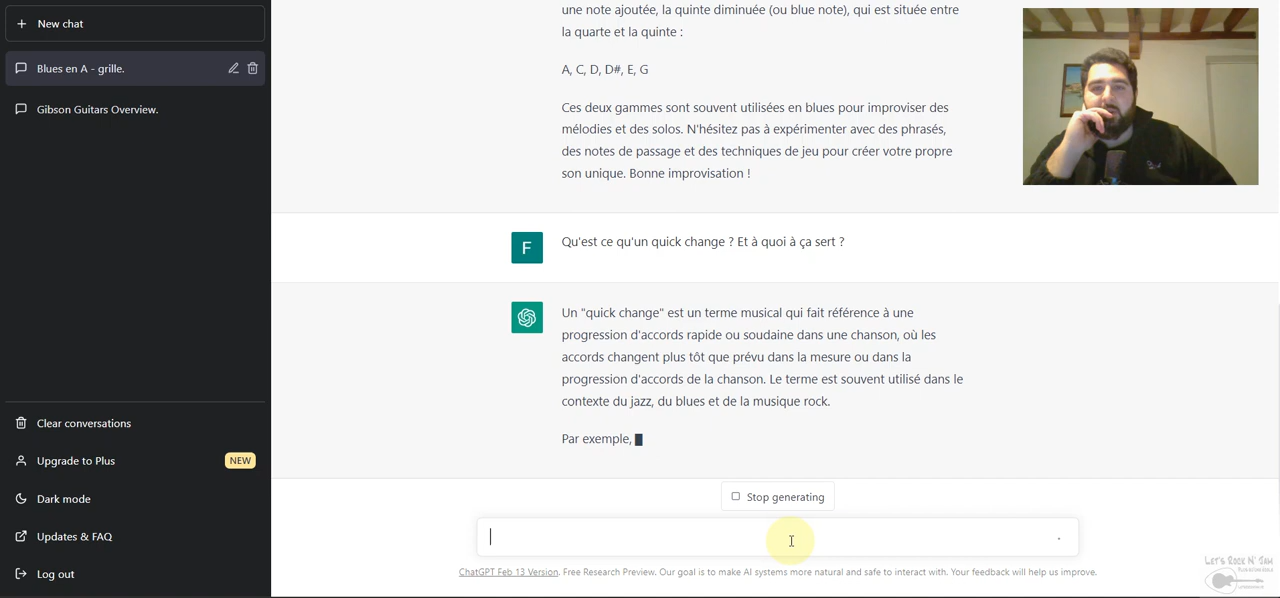 New chat
Blues en A - grille.
Gibson Guitars Overview.
Clear conversations
Upgrade to Plus
NEW
Dark mode
Updates & FAQ
Log out
une note ajoutée, la quinte diminuée (ou blue note), qui est située entre
la quarte et la quinte :
A, C, D, D#, E, G
Ces deux gammes sont souvent utilisées en blues pour improviser des
mélodies et des solos. N'hésitez pas à expérimenter avec des phrasés,
des notes de passage et des techniques de jeu pour créer votre propre
son unique. Bonne improvisation !
F
Qu'est ce qu'un quick change ? Et à quoi à ça sert ?
Un "quick change" est un terme musical qui fait référence à une
progression d'accords rapide ou soudaine dans une chanson, où les
accords changent plus tôt que prévu dans la mesure ou dans la
progression d'accords de la chanson. Le terme est souvent utilisé dans le
contexte du jazz, du blues et de la musique rock.
Par exemple,
Stop generating
ChatGPT Feb 13 Version. Free Research Preview. Our goal is to make AI systems more natural and safe to interact with. Your feedback will help us improve.
LET'S ROCK N' JAM